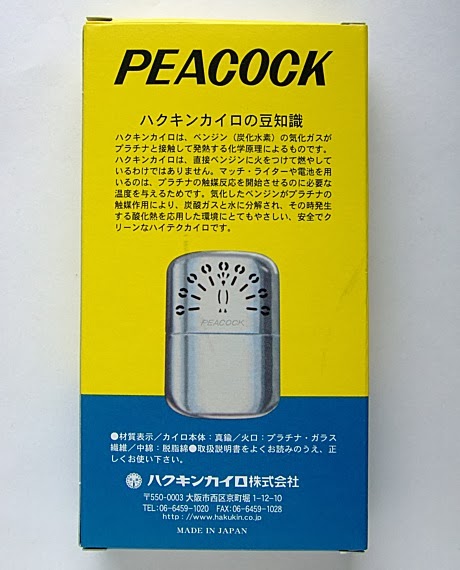 PEACOCK
ハクキンカイロの豆知識
ハクキンカイロは、ベンジン（炭化水素）の気化ガスが
プラチナと接触して発熱する化学原理によるものです。
ハクキンカイロは、直接ベンジンに火をつけて燃やして
いるわけではありません。マッチ・ライターや電池を用
いるのは、プラチナの触媒反応を開始させるのに必要な
温度を与えるためです。気化したベンジンがプラチナの
触媒作用により、炭酸ガスと水に分解され、その時発生
する酸化熱を応用した環境にとてもやさしい、安全でク
リーンなハイテクカイロです。
PEACOCK
●材質表示／カイロ本体：真鍮／火口：プラチナ・ガラス
繊維／中綿：脱脂綿●取扱説明書をよくお読みのうえ、正
しくお使い下さい。
ハクキンカイロ株式会社
〒550-0003 大阪市西区京町堀 1-12-10
TEL：06-6459-1020 FAX：06-6459-1028
http://www.hakukin.co.jp
MADE IN JAPAN